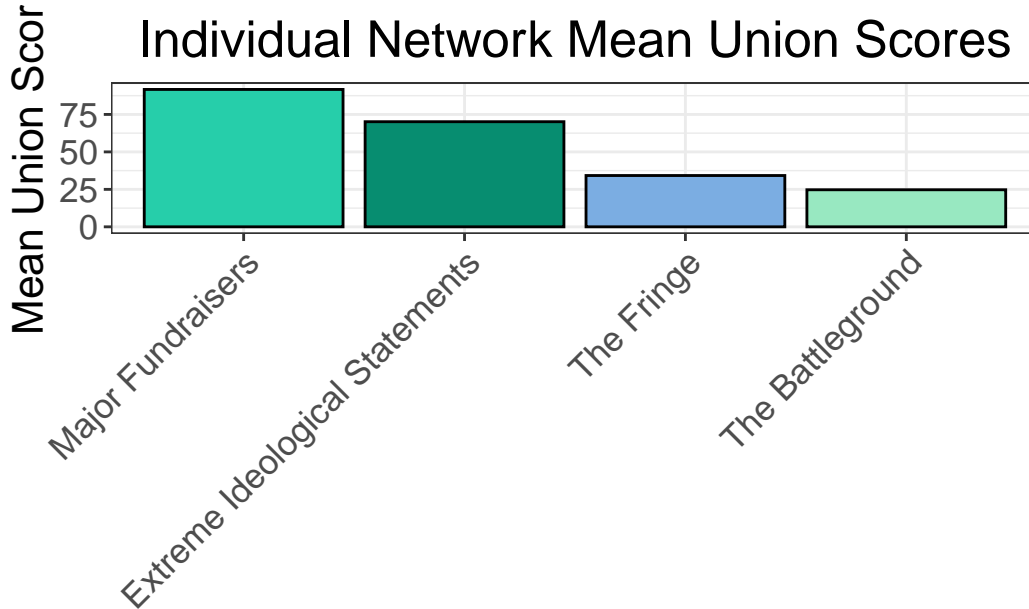 Individual Network Mean Union Scores
Mean Union Scor
75
50
25
0
Major Fundraisers
Extreme Ideological Statements
The Fringe
The Battleground